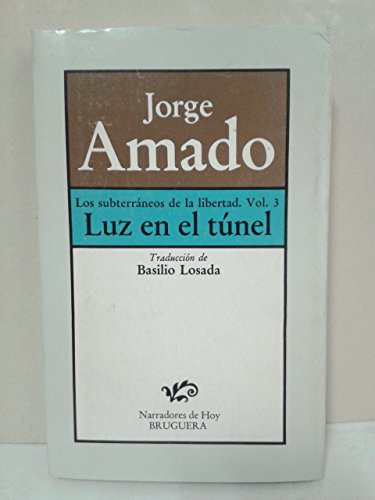 Jorge
Amado
Los subterráneos de la libertad. Vol. 3
Luz en el túnel
Traducción de
Basilio Losada
Narradores de Hoy
BRUGUERA